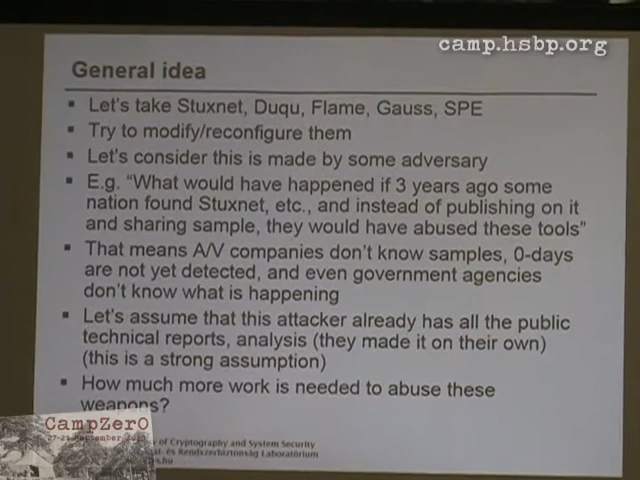 camp.hsbp.org
General idea
Let's take Stuxnet, Duqu, Flame, Gauss, SPE
Try to modify/reconfigure them
Let's consider this is made by some adversary
E.g. "What would have happened if 3 years ago some
nation found Stuxnet, etc., and instead of publishing on it
and sharing sample, they would have abused these tools"
That means A/V companies don't know samples, 0-days
are not yet detected, and even government agencies
don't know what is happening
Let's assume that this attacker already has all the public
technical reports, analysis (they made it on their own)
(this is a strong assumption)
How much more work is needed to abuse these
weapons?
CampZer0
y of Cryptography and System Security
és Rendszerbiztonság Laboratórium